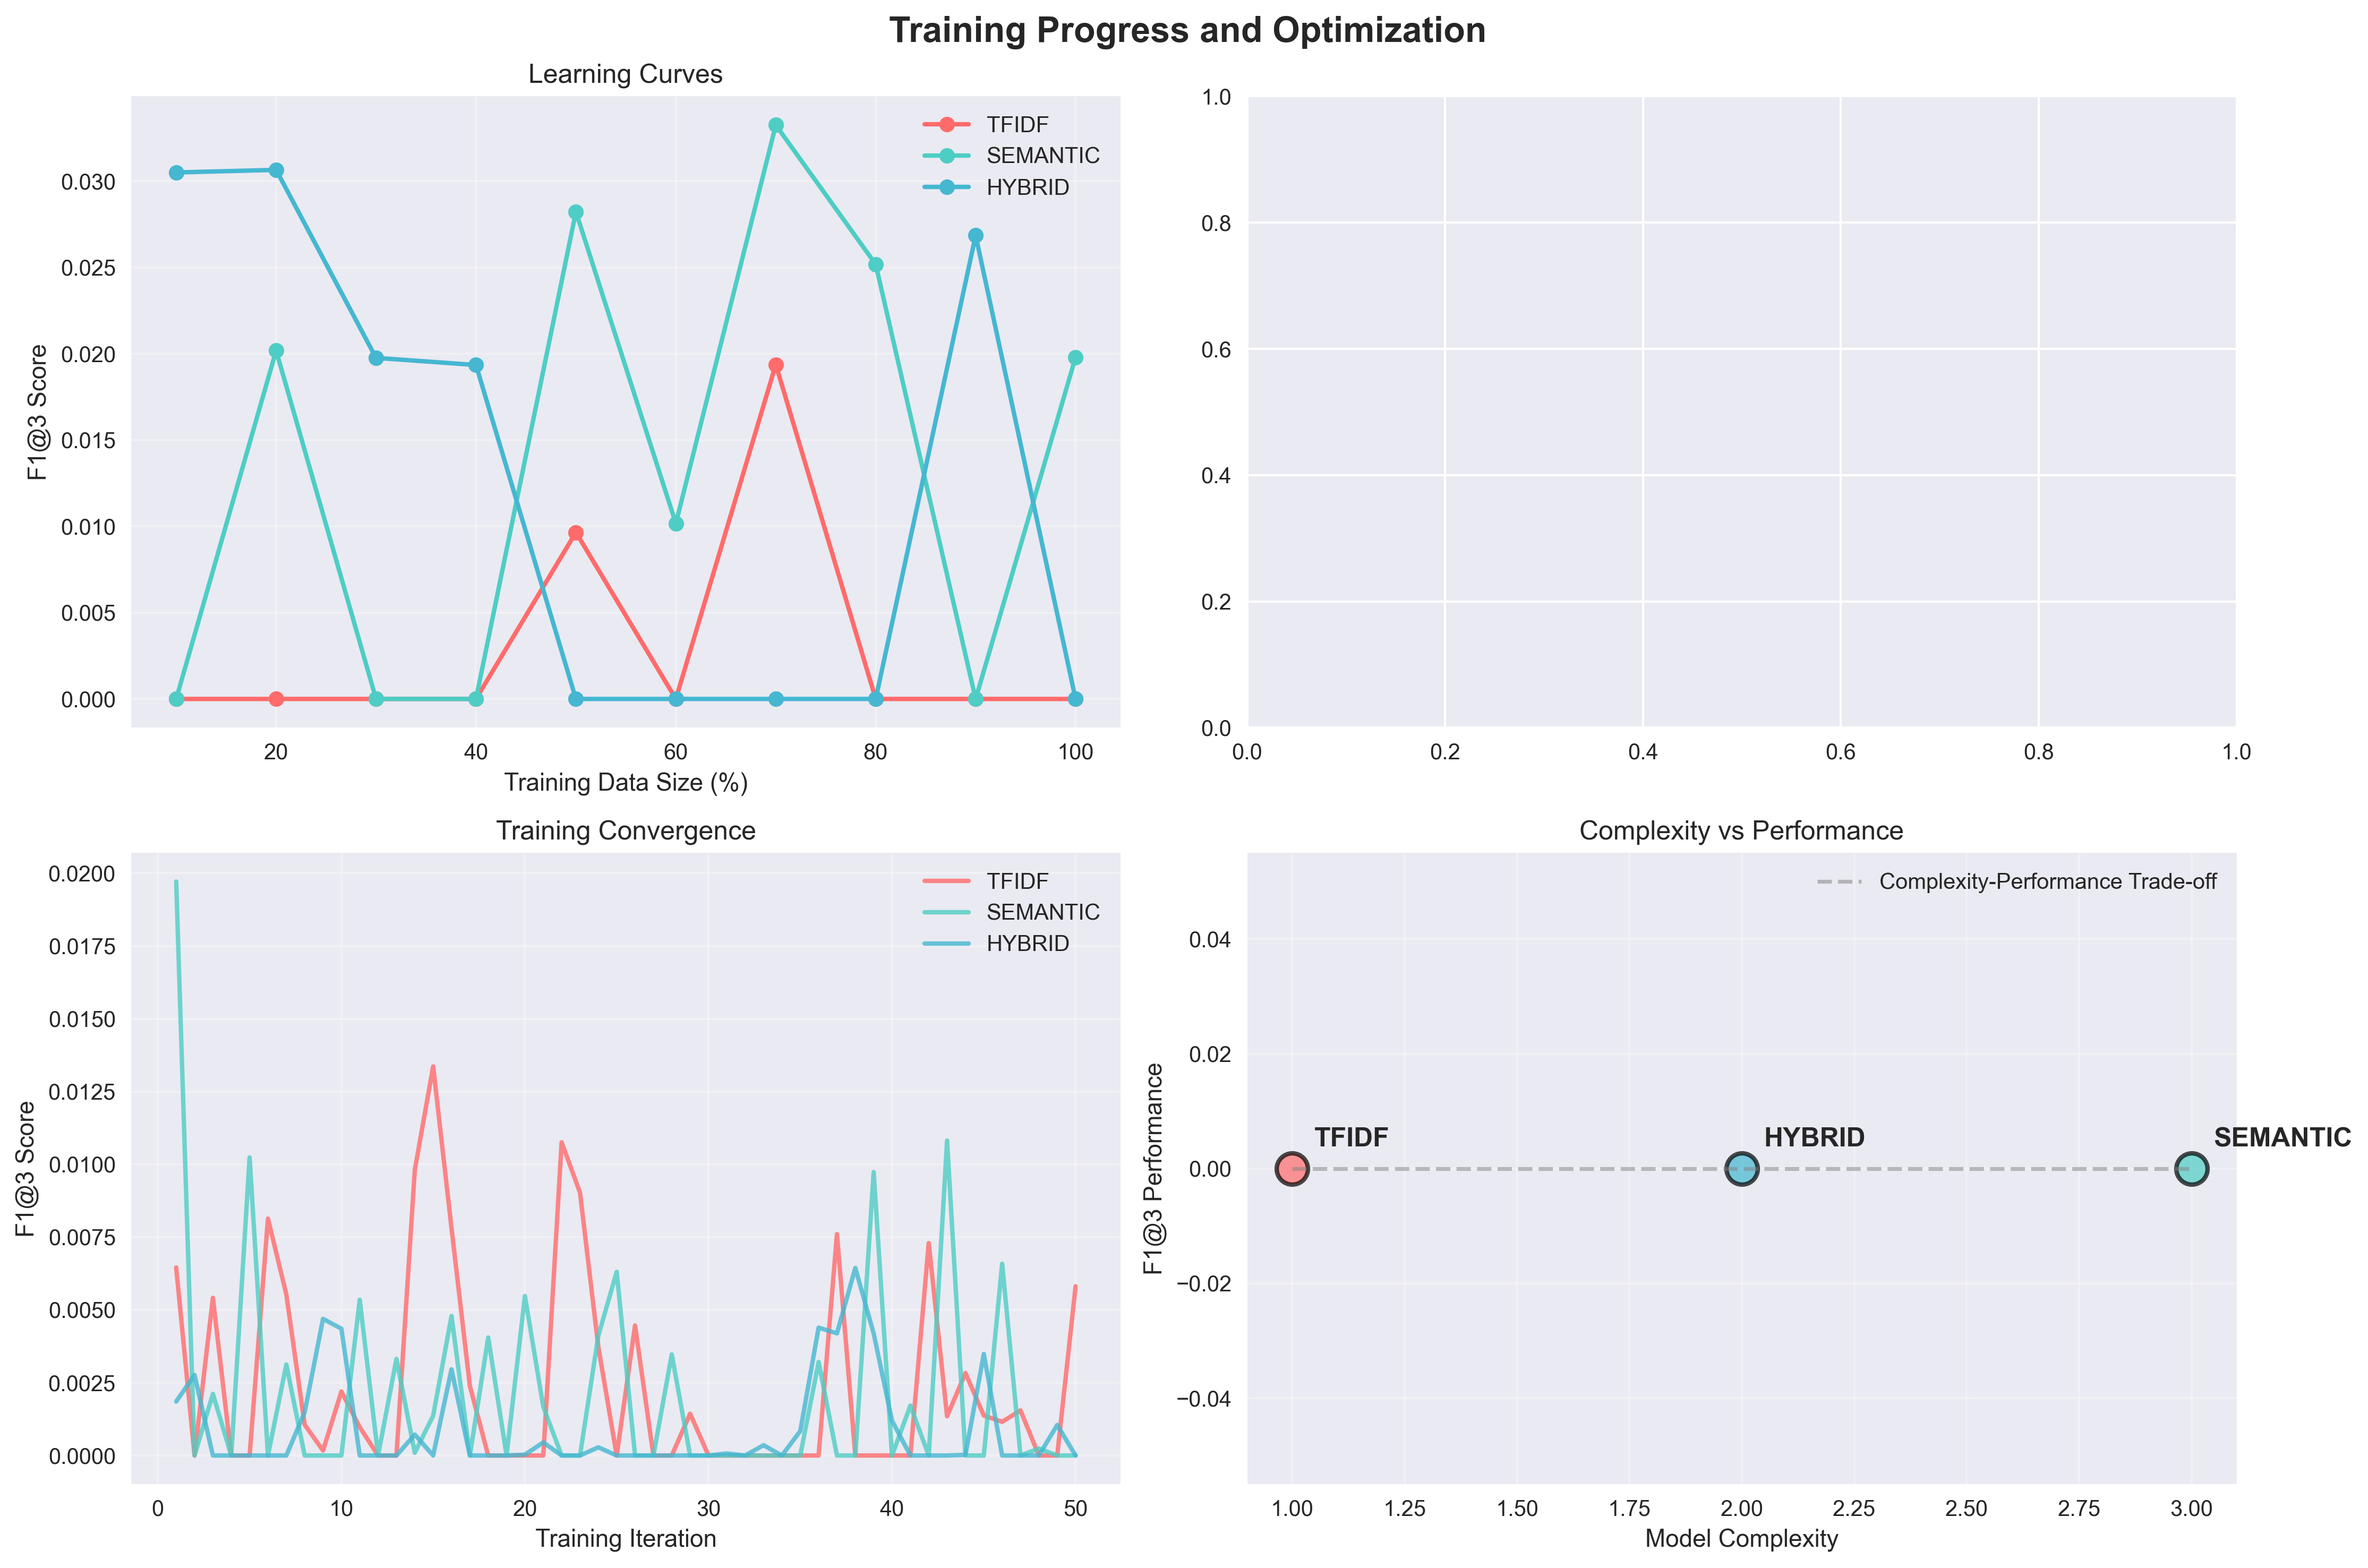 Training Progress and Optimization
Learning Curves
TFIDF
SEMANTIC
HYBRID
F1@3 Score
0.030
0.025
0.020
0.015
0.010
0.005
0.000
20 40 60 80 100
Training Data Size (%)
1.0
0.8
0.6
0.4
0.2
0.0
0.0 0.2 0.4 0.6 0.8 1.0
Training Convergence
TFIDF
SEMANTIC
HYBRID
F1@3 Score
0.0200
0.0175
0.0150
0.0125
0.0100
0.0075
0.0050
0.0025
0.0000
0 10 20 30 40 50
Training Iteration
Complexity vs Performance
Complexity-Performance Trade-off
F1@3 Performance
0.04
0.02
0.00
−0.02
−0.04
TFIDF HYBRID SEMANTIC
1.00 1.25 1.50 1.75 2.00 2.25 2.50 2.75 3.00
Model Complexity